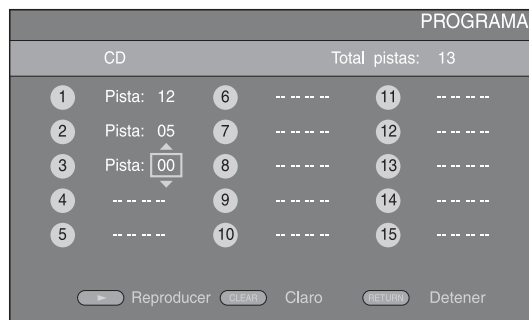 PROGRAMA
CD Total pistas: 13
1 Pista: 12 6 -- -- -- -- 11 -- -- -- --
2 Pista: 05 7 -- -- -- -- 12 -- -- -- --
3 Pista: 00 8 -- -- -- -- 13 -- -- -- --
4 -- -- -- -- 9 -- -- -- -- 14 -- -- -- --
5 -- -- -- -- 10 -- -- -- -- 15 -- -- -- --
Reproducer CLEAR Claro RETURN Detener